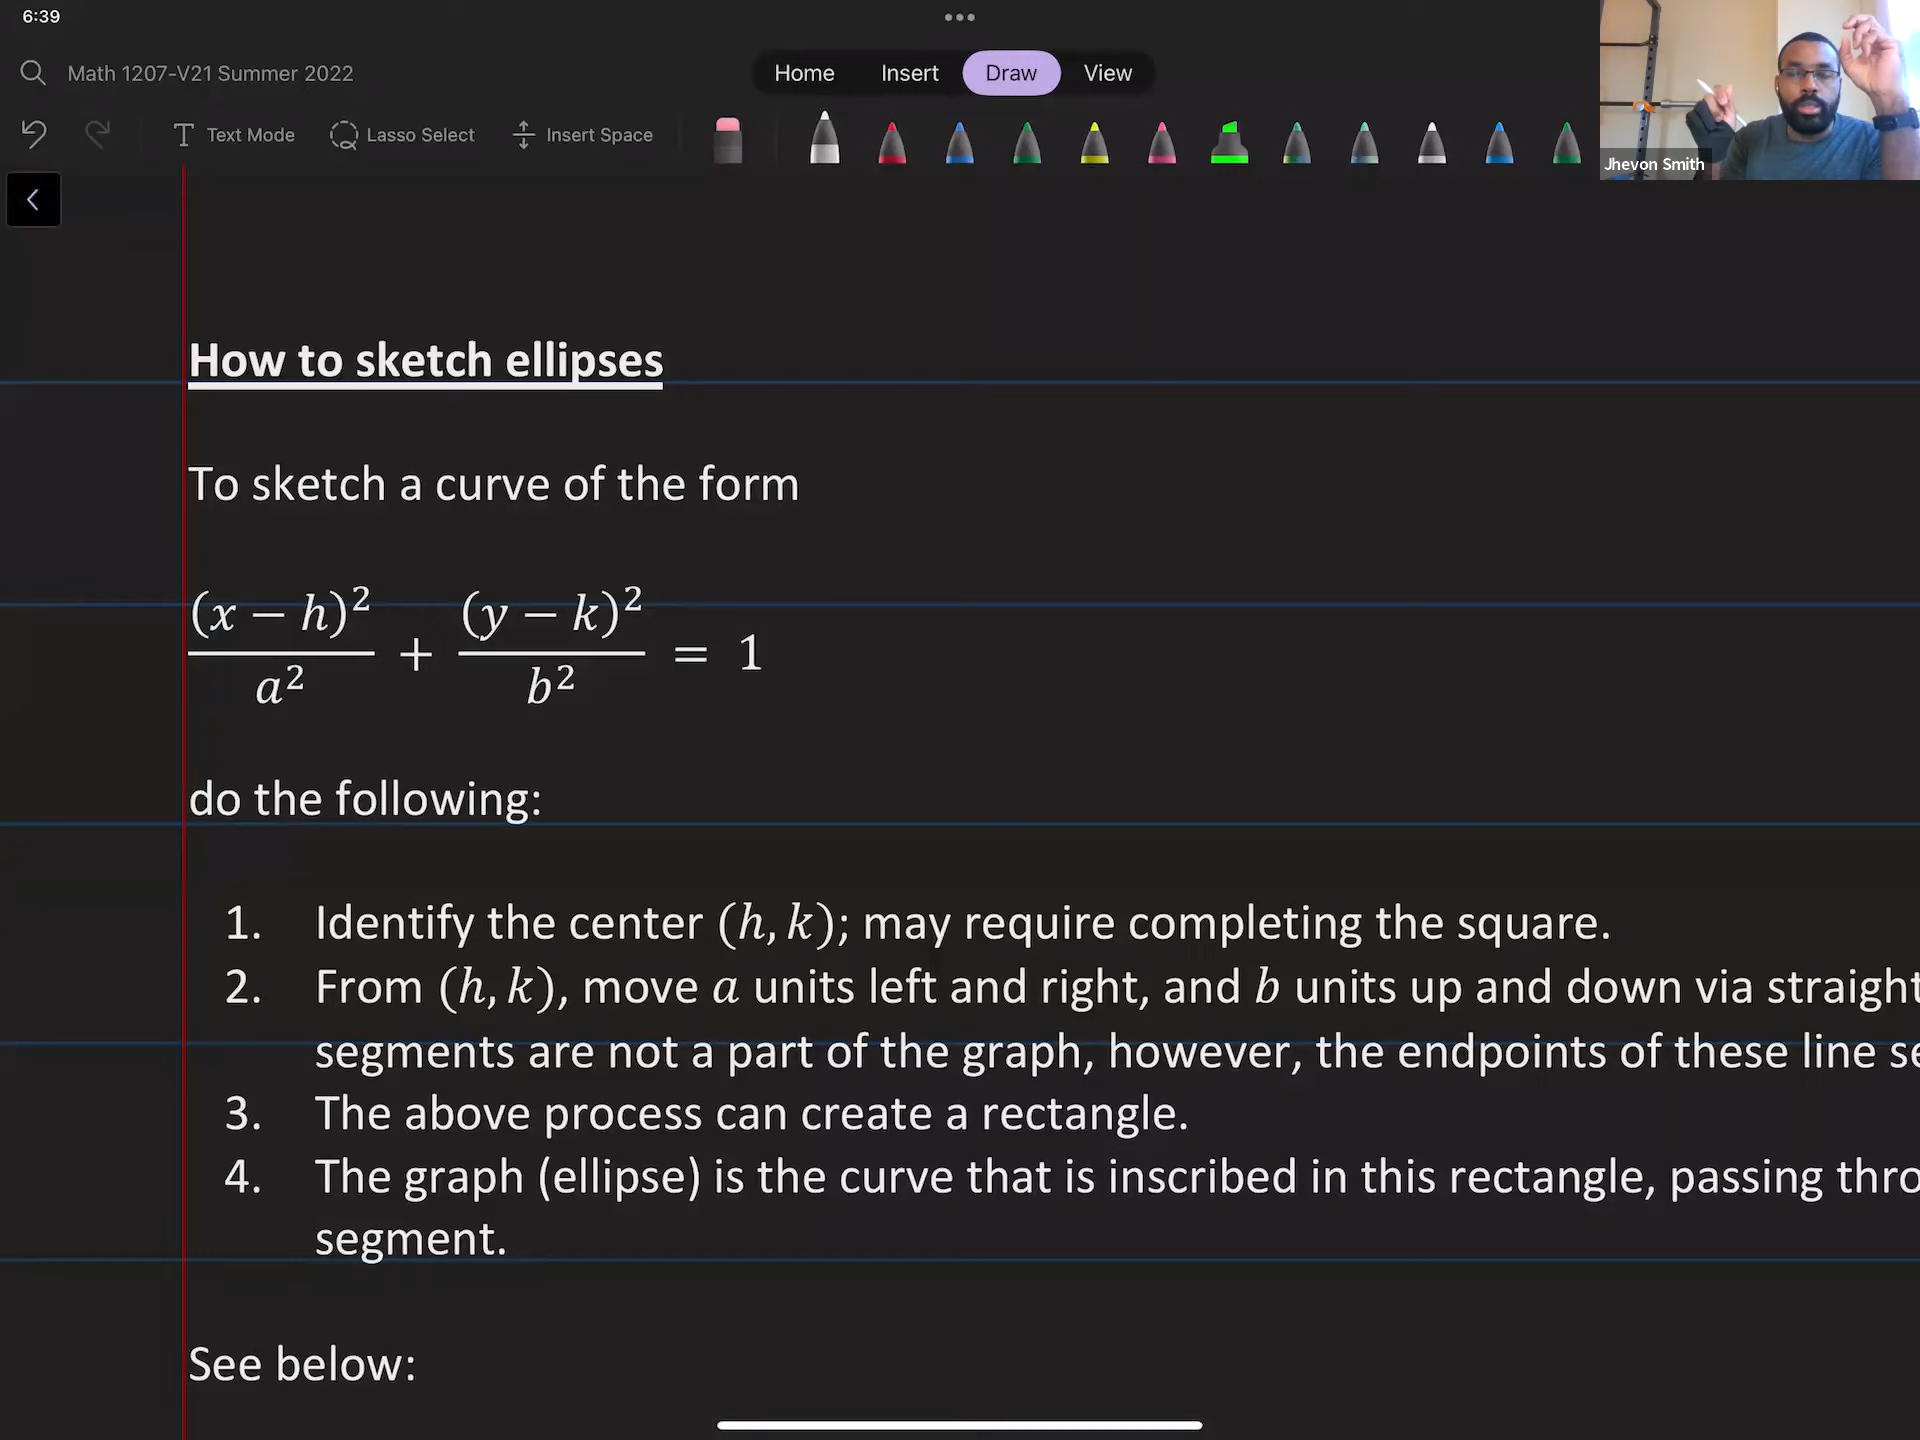 6:39
Math 1207-V21 Summer 2022
Home Insert Draw View
Text Mode Lasso Select Insert Space
Jhevon Smith
How to sketch ellipses
To sketch a curve of the form
(x − h)² / a² + (y − k)² / b² = 1
do the following:
1. Identify the center (h, k); may require completing the square.
2. From (h, k), move a units left and right, and b units up and down via straight
segments are not a part of the graph, however, the endpoints of these line se
3. The above process can create a rectangle.
4. The graph (ellipse) is the curve that is inscribed in this rectangle, passing thro
segment.
See below: